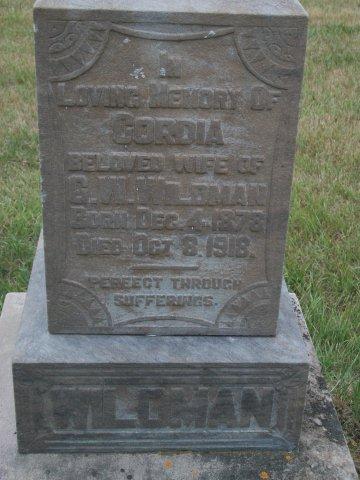 In
Loving Memory Of
Cordia
Beloved Wife of
C.W. Wildman
Born Dec. 4. 1878
Died Oct 8. 1918.
Perfect Through
Sufferings.
WILDMAN